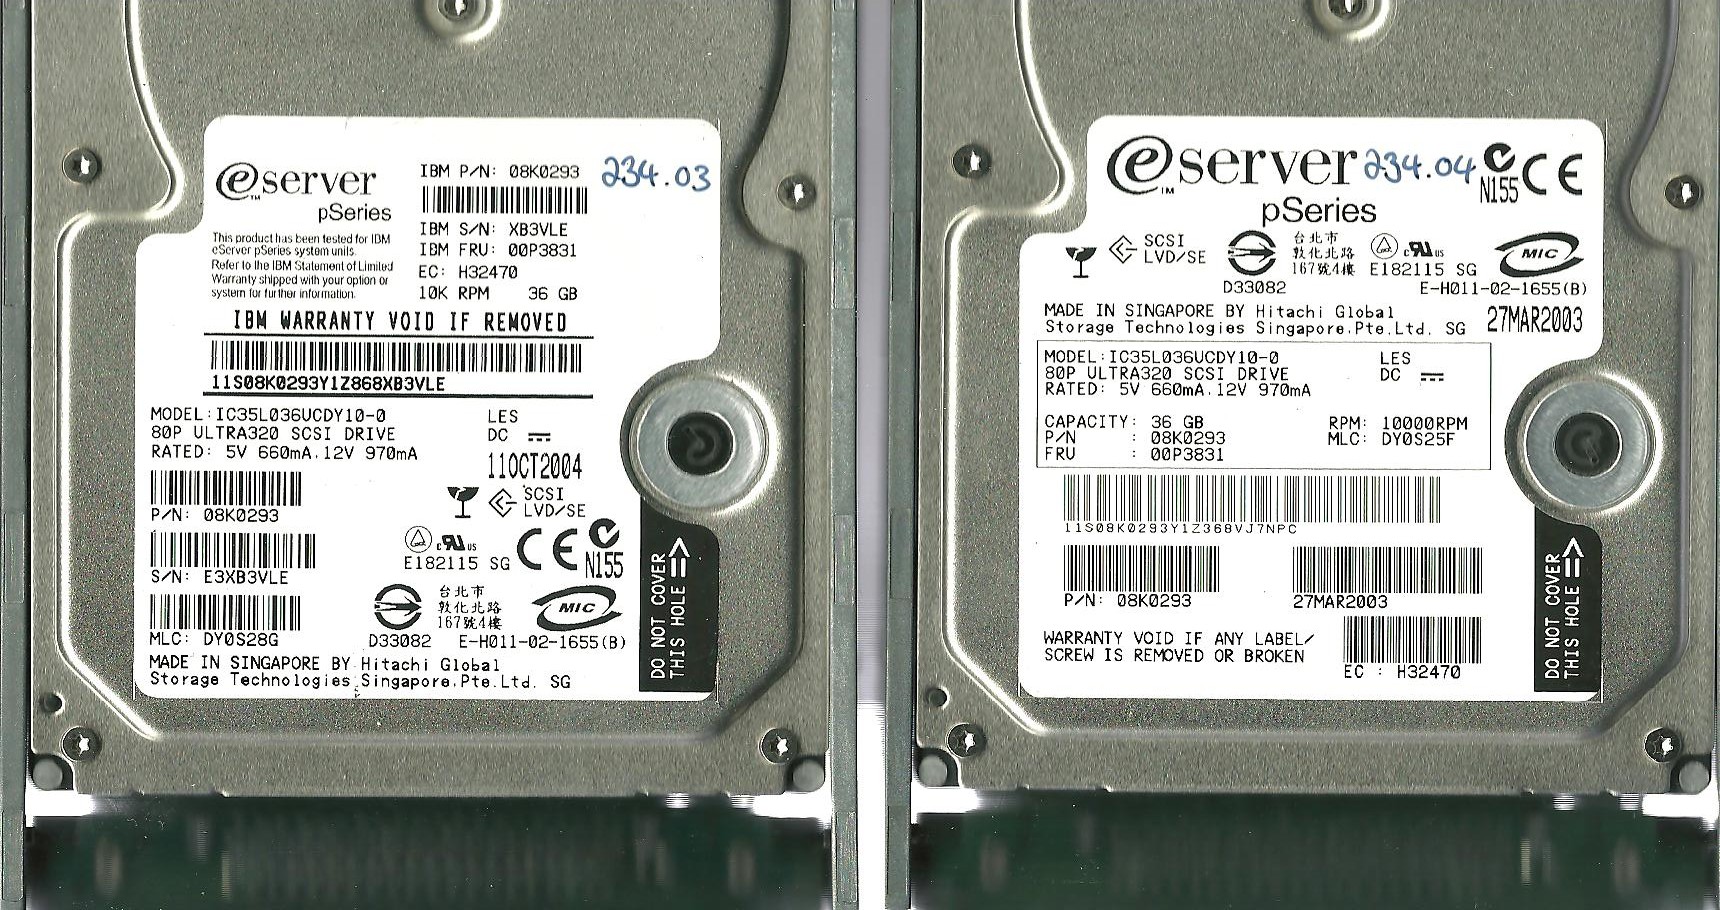 eserver
™
pSeries
This product has been tested for IBM
eServer pSeries system units.
Refer to the IBM Statement of Limited
Warranty shipped with your option or
system for further information.
IBM P/N: 08K0293
234.03
IBM S/N: XB3VLE
IBM FRU: 00P3831
EC: H32470
10K RPM 36 GB
IBM WARRANTY VOID IF REMOVED
11S08K0293Y1Z868XB3VLE
MODEL:IC35L036UCDY10-0 LES
80P ULTRA320 SCSI DRIVE DC
RATED: 5V 660mA.12V 970mA
11OCT2004
P/N: 08K0293
SCSI
LVD/SE
S/N: E3XB3VLE
c RU us
E182115 SG
CE
N155
台北市
敦化北路
167號4樓
MIC
MLC: DY0S28G
D33082
E-H011-02-1655(B)
MADE IN SINGAPORE BY Hitachi Global
Storage Technologies Singapore.Pte.Ltd. SG
DO NOT COVER
THIS HOLE =>
eserver
™
234.04
N155
CE
pSeries
SCSI
LVD/SE
台北市
敦化北路
167號4樓
D33082
c RU us
E182115 SG
MIC
E-H011-02-1655(B)
MADE IN SINGAPORE BY Hitachi Global
Storage Technologies Singapore.Pte.Ltd. SG
27MAR2003
MODEL:IC35L036UCDY10-0 LES
80P ULTRA320 SCSI DRIVE DC
RATED: 5V 660mA.12V 970mA
CAPACITY: 36 GB RPM: 10000RPM
P/N : 08K0293 MLC: DY0S25F
FRU : 00P3831
11S08K0293Y1Z368VJ7NPC
P/N: 08K0293 27MAR2003
WARRANTY VOID IF ANY LABEL/
SCREW IS REMOVED OR BROKEN
EC : H32470
DO NOT COVER
THIS HOLE =>